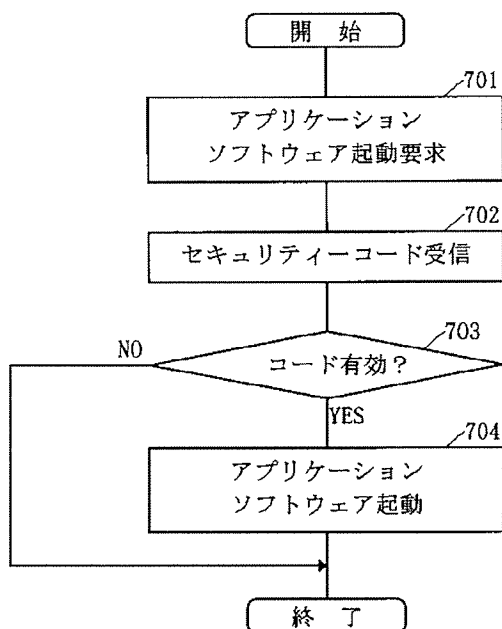 開 始
701
アプリケーション
ソフトウェア起動要求
702
セキュリティーコード受信
703
コード有効？
NO
YES
704
アプリケーション
ソフトウェア起動
終 了